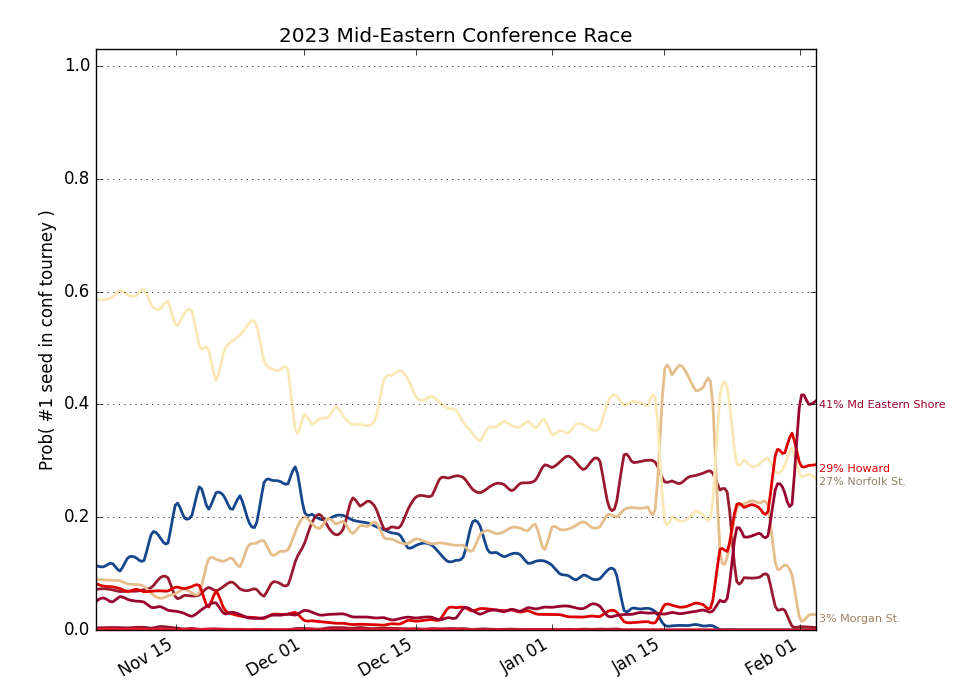 2023 Mid-Eastern Conference Race
1.0
0.8
0.6
0.4
0.2
0.0
Prob( #1 seed in conf tourney )
41% Md Eastern Shore
29% Howard
27% Norfolk St.
3% Morgan St.
Nov 15
Dec 01
Dec 15
Jan 01
Jan 15
Feb 01